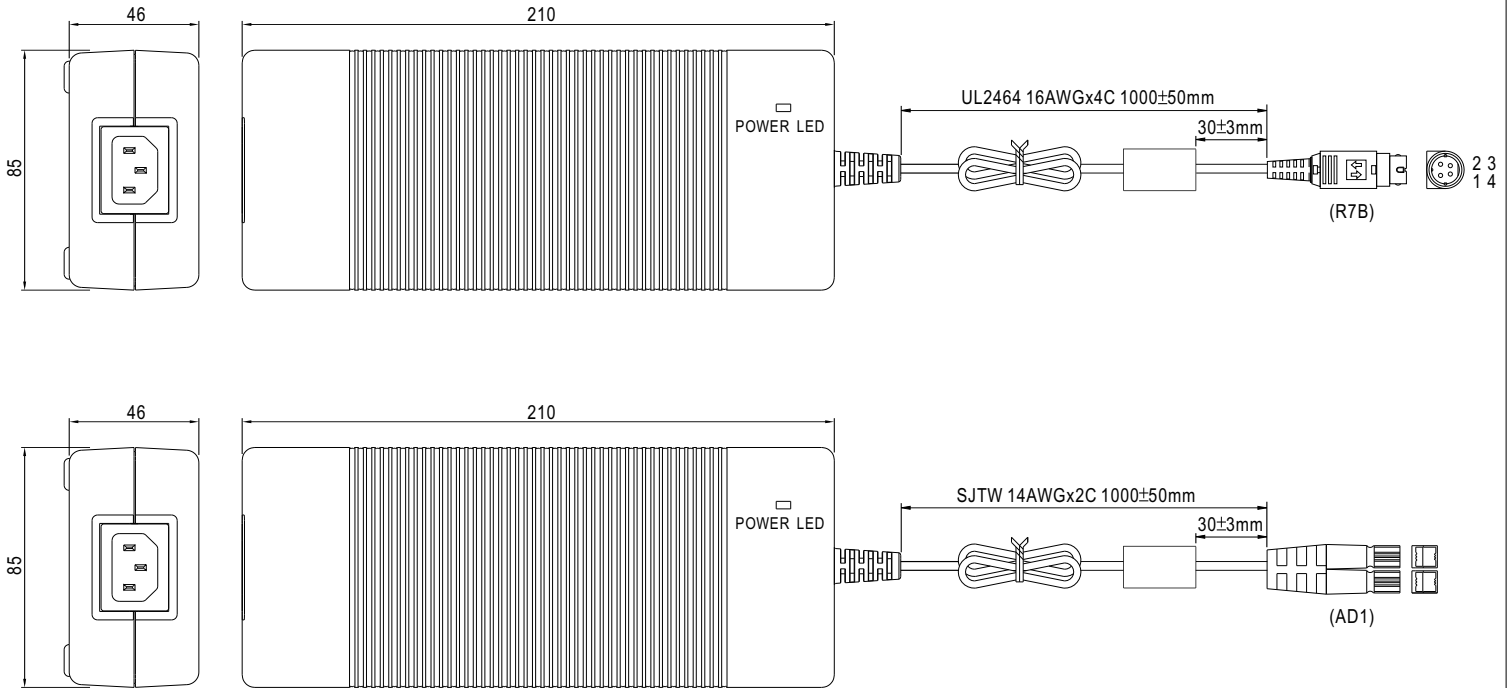 46
210
85
POWER LED
UL2464 16AWGx4C 1000±50mm
30±3mm
2 3
1 4
(R7B)
46
210
85
POWER LED
SJTW 14AWGx2C 1000±50mm
30±3mm
(AD1)